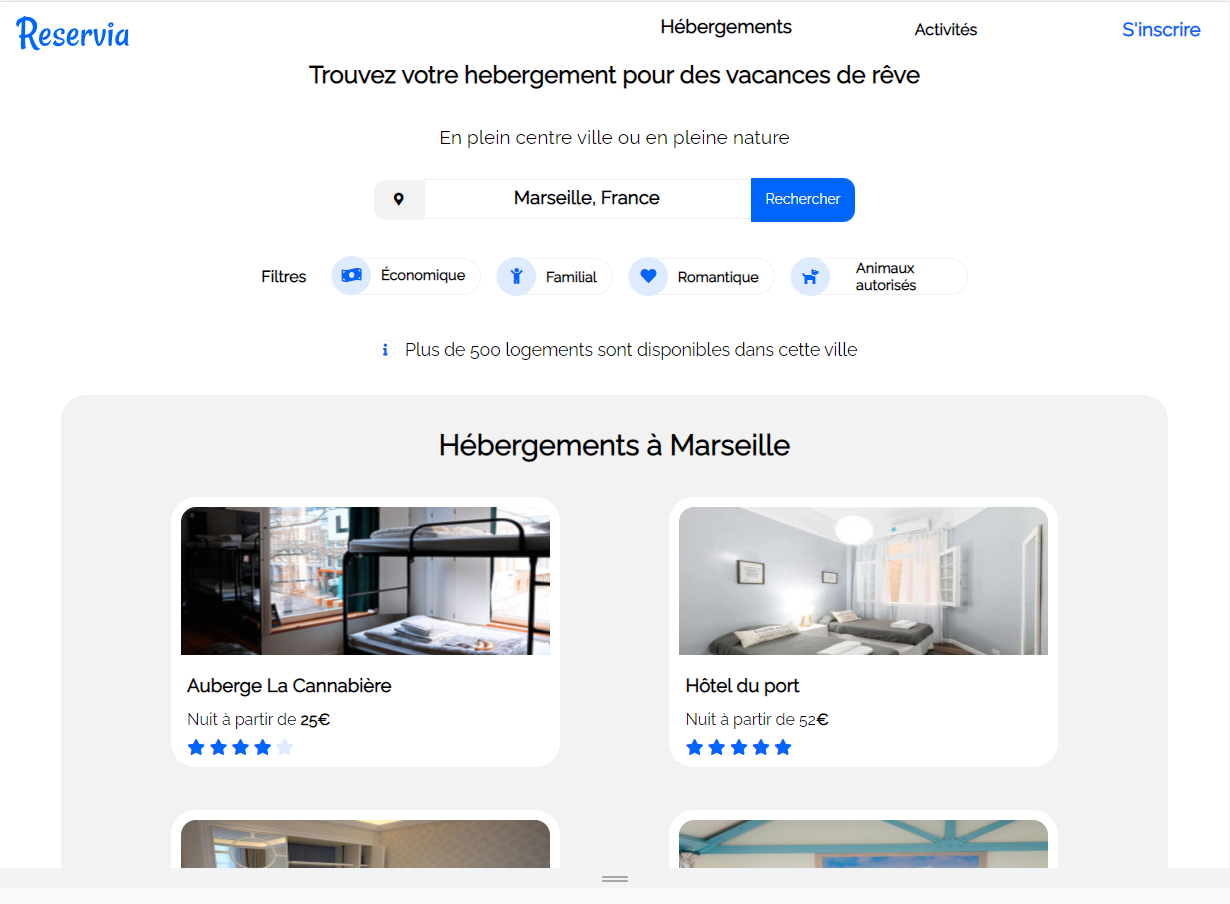 Reservia
Hébergements
Activités
S'inscrire
Trouvez votre hebergement pour des vacances de rêve
En plein centre ville ou en pleine nature
Marseille, France
Rechercher
Filtres
Économique
Familial
Romantique
Animaux
autorisés
Plus de 500 logements sont disponibles dans cette ville
Hébergements à Marseille
Auberge La Cannabière
Nuit à partir de 25€
Hôtel du port
Nuit à partir de 52€